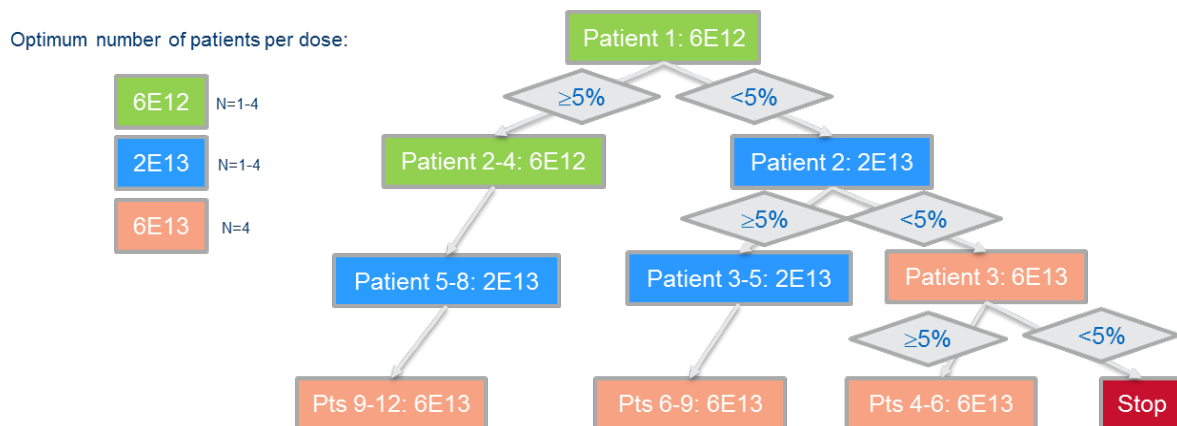 Optimum number of patients per dose:
Patient 1: 6E12
6E12 N=1-4
≥5% <5%
2E13 N=1-4
Patient 2-4: 6E12 Patient 2: 2E13
6E13 N=4
≥5% <5%
Patient 5-8: 2E13 Patient 3-5: 2E13 Patient 3: 6E13
≥5% <5%
Pts 9-12: 6E13 Pts 6-9: 6E13 Pts 4-6: 6E13 Stop